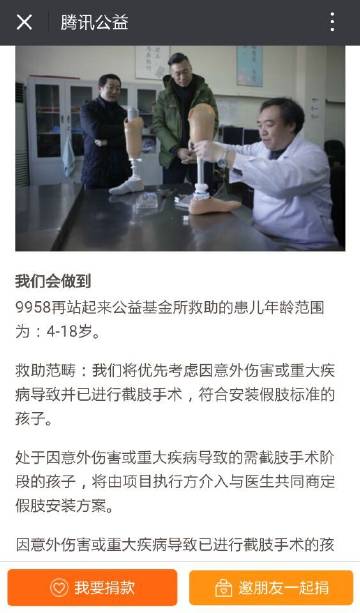 腾讯公益
我们会做到
9958再站起来公益基金所救助的患儿年龄范围
为：4-18岁。
救助范畴：我们将优先考虑因意外伤害或重大疾
病导致并已进行截肢手术，符合安装假肢标准的
孩子。
处于因意外伤害或重大疾病导致的需截肢手术阶
段的孩子，将由项目执行方介入与医生共同商定
假肢安装方案。
因意外伤害或重大疾病导致已进行截肢手术的孩
我要捐款
邀朋友一起捐